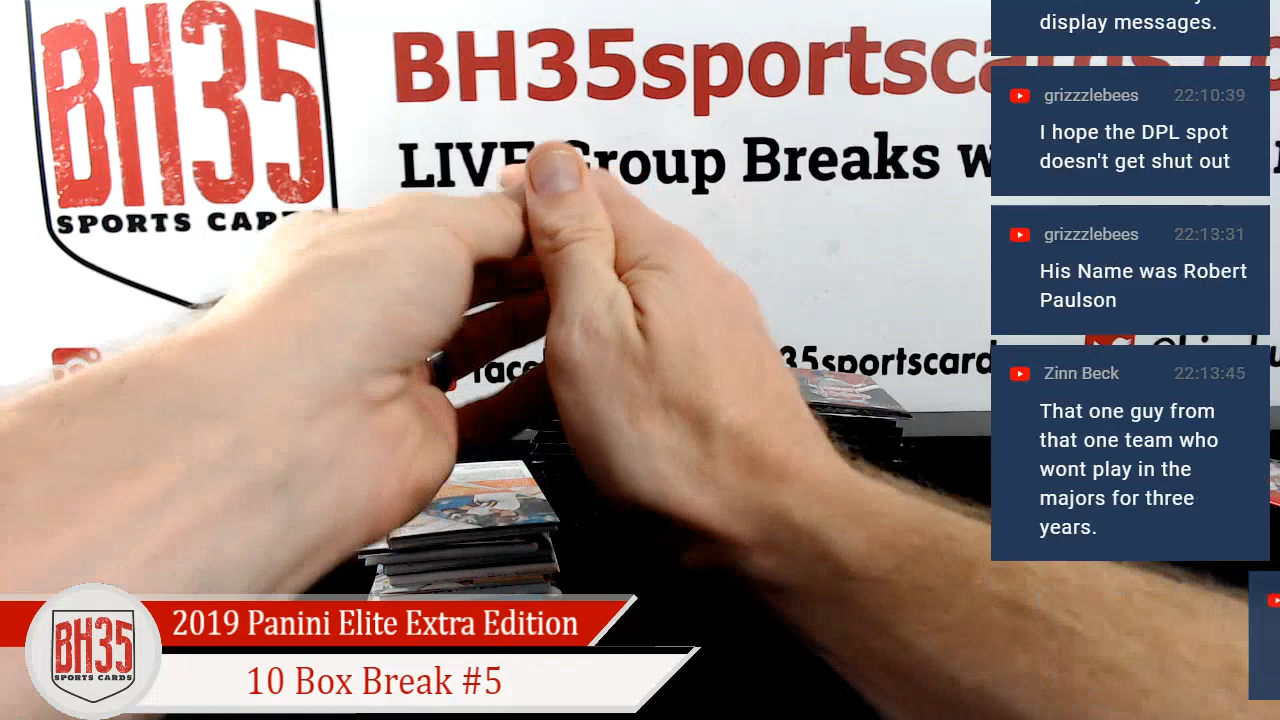 BH35
SPORTS CARDS
BH35sportscards.co
LIVE Group Breaks w
35sportscard
display messages.
grizzzlebees 22:10:39
I hope the DPL spot
doesn't get shut out
grizzzlebees 22:13:31
His Name was Robert
Paulson
Zinn Beck 22:13:45
That one guy from
that one team who
wont play in the
majors for three
years.
BH35
SPORTS CARDS
2019 Panini Elite Extra Edition
10 Box Break #5